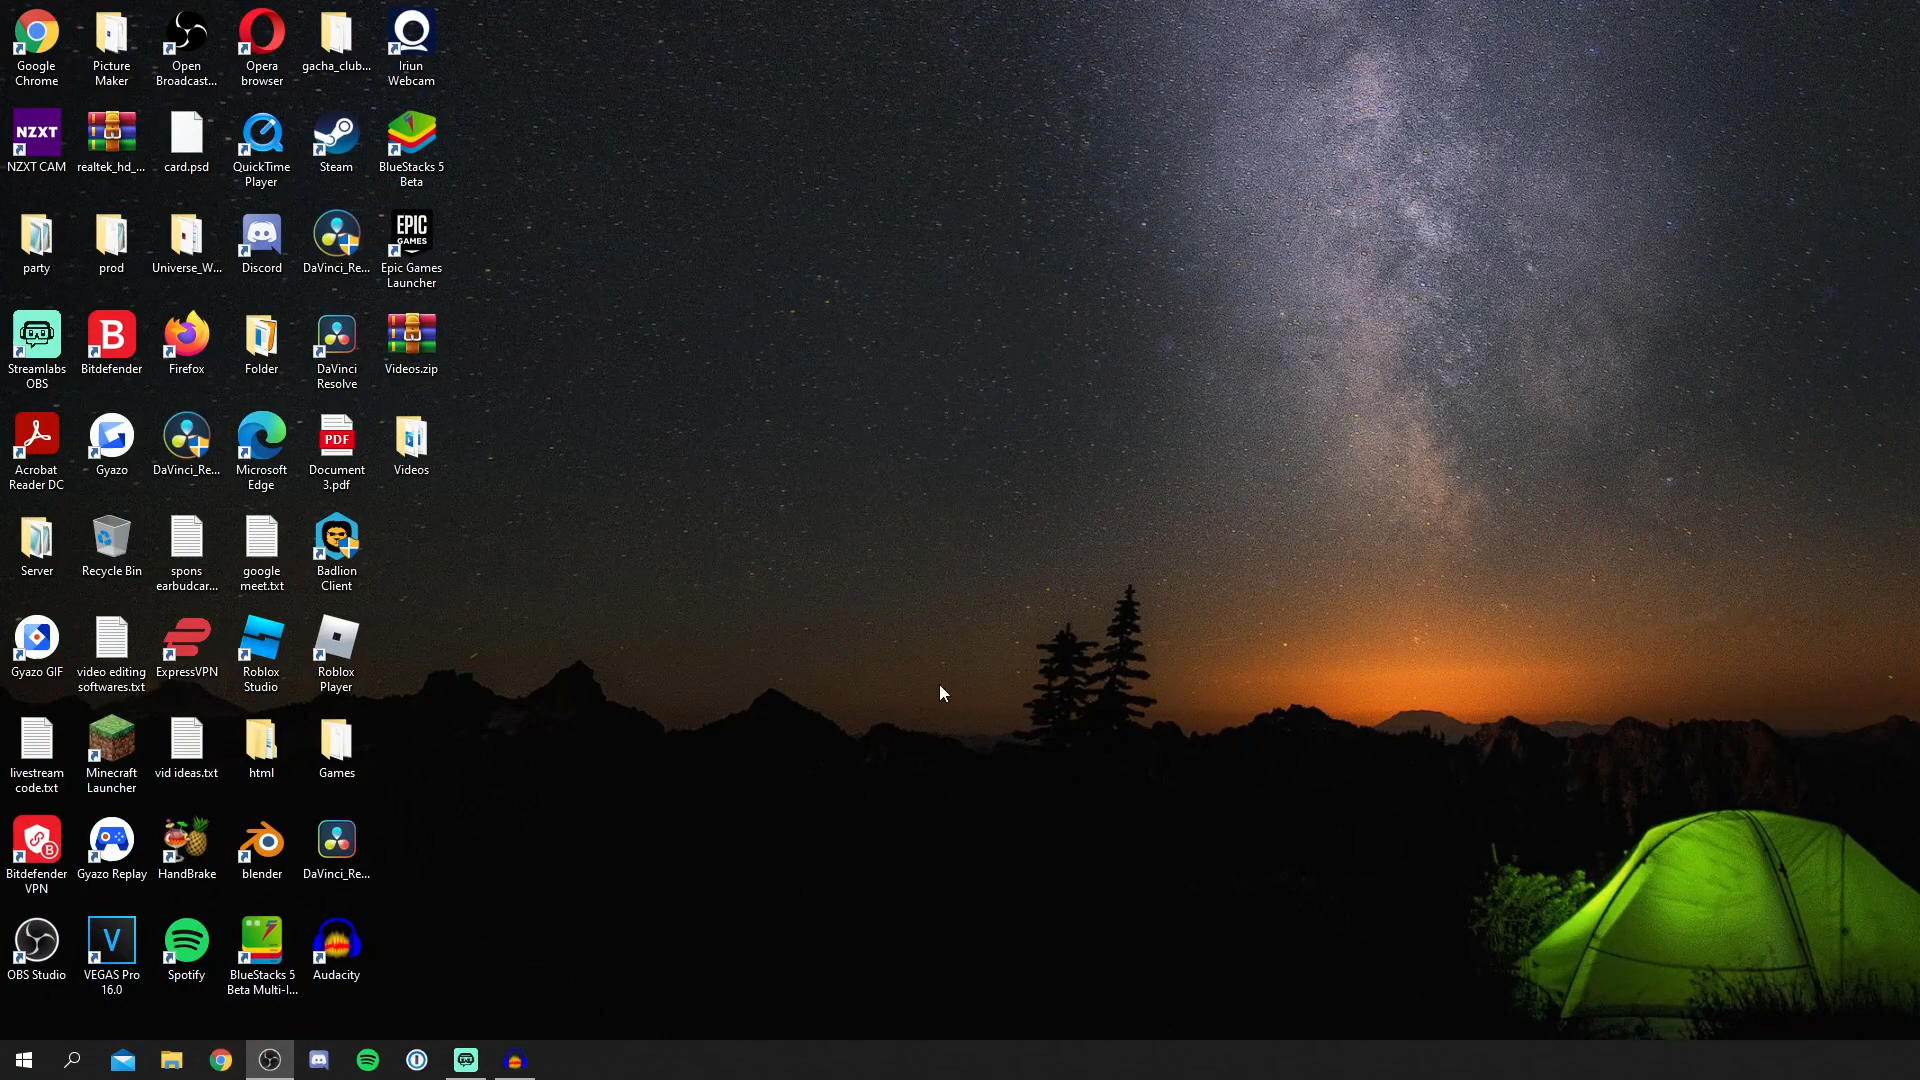 Google
Chrome
Picture
Maker
Open
Broadcast...
Opera
browser
gacha_club...
Iriun
Webcam
NZXT
NZXT CAM
realtek_hd_...
card.psd
QuickTime
Player
Steam
BlueStacks 5
Beta
party
prod
Universe_W...
Discord
DaVinci_Re...
EPIC
GAMES
Epic Games
Launcher
Streamlabs
OBS
B
Bitdefender
Firefox
Folder
DaVinci
Resolve
Videos.zip
Acrobat
Reader DC
Gyazo
DaVinci_Re...
Microsoft
Edge
PDF
Document
3.pdf
Videos
Server
Recycle Bin
spons
earbudcar...
google
meet.txt
Badlion
Client
Gyazo GIF
video editing
softwares.txt
ExpressVPN
Roblox
Studio
Roblox
Player
livestream
code.txt
Minecraft
Launcher
vid ideas.txt
html
Games
B
Bitdefender
VPN
Gyazo Replay
HandBrake
blender
DaVinci_Re...
OBS Studio
V
VEGAS Pro
16.0
Spotify
BlueStacks 5
Beta Multi-I...
Audacity